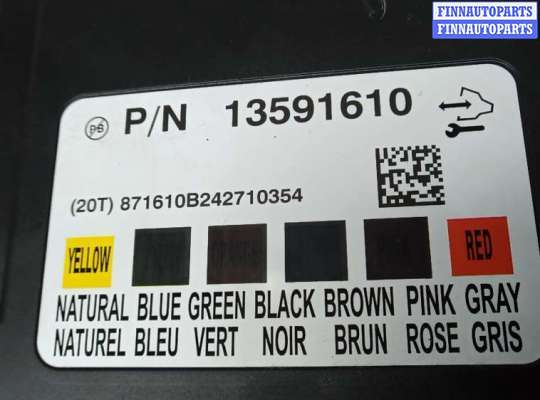 FINNAUTOPARTS
FINNAUTOPARTS
P/N 13591610
(20T) 871610B242710354
YELLOW RED
NATURAL BLUE GREEN BLACK BROWN PINK GRAY
NATUREL BLEU VERT NOIR BRUN ROSE GRIS